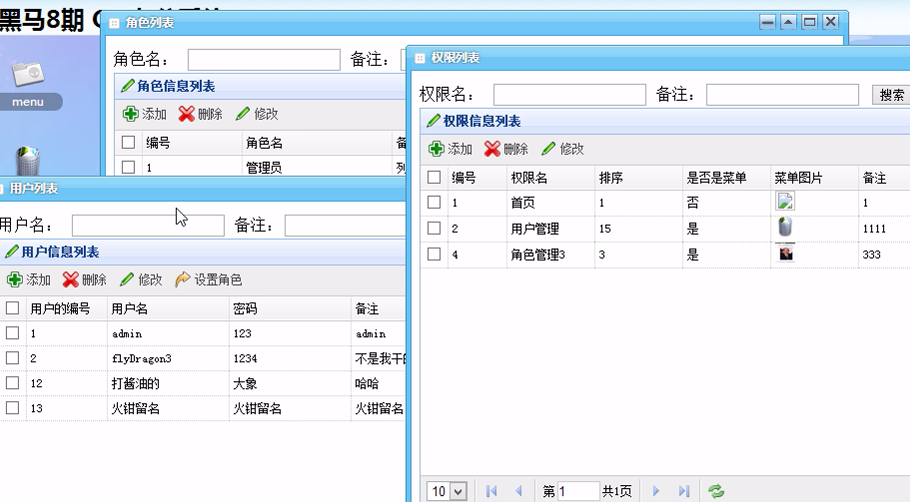 黑马8期
menu
角色列表
角色名： 备注：
角色信息列表
添加 删除 修改
编号 角色名
1 管理员
用户列表
用户名： 备注：
用户信息列表
添加 删除 修改 设置角色
用户的编号 用户名 密码 备注
1 admin 123 admin
2 flyDragon3 1234 不是我干的
12 打酱油的 大象 哈哈
13 火钳留名 火钳留名 火钳留名
权限列表
权限名： 备注： 搜索
权限信息列表
添加 删除 修改
编号 权限名 排序 是否是菜单 菜单图片 备注
1 首页 1 否 1
2 用户管理 15 是 1111
4 角色管理3 3 是 333
10 第 1 共1页